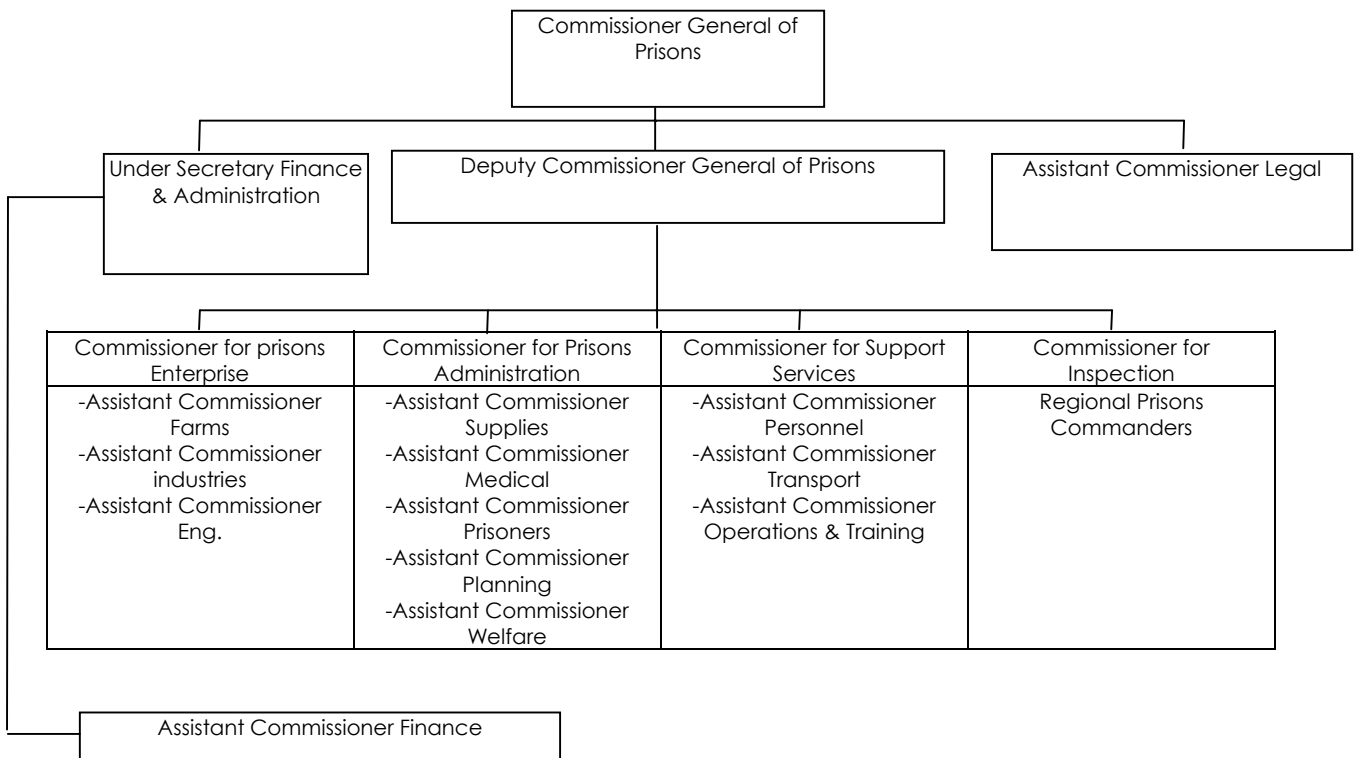 Commissioner General of
Prisons
Under Secretary Finance
& Administration
Deputy Commissioner General of Prisons
Assistant Commissioner Legal
Commissioner for prisons
Enterprise
-Assistant Commissioner
Farms
-Assistant Commissioner
industries
-Assistant Commissioner
Eng.
Commissioner for Prisons
Administration
-Assistant Commissioner
Supplies
-Assistant Commissioner
Medical
-Assistant Commissioner
Prisoners
-Assistant Commissioner
Planning
-Assistant Commissioner
Welfare
Commissioner for Support
Services
-Assistant Commissioner
Personnel
-Assistant Commissioner
Transport
-Assistant Commissioner
Operations & Training
Commissioner for
Inspection
Regional Prisons
Commanders
Assistant Commissioner Finance